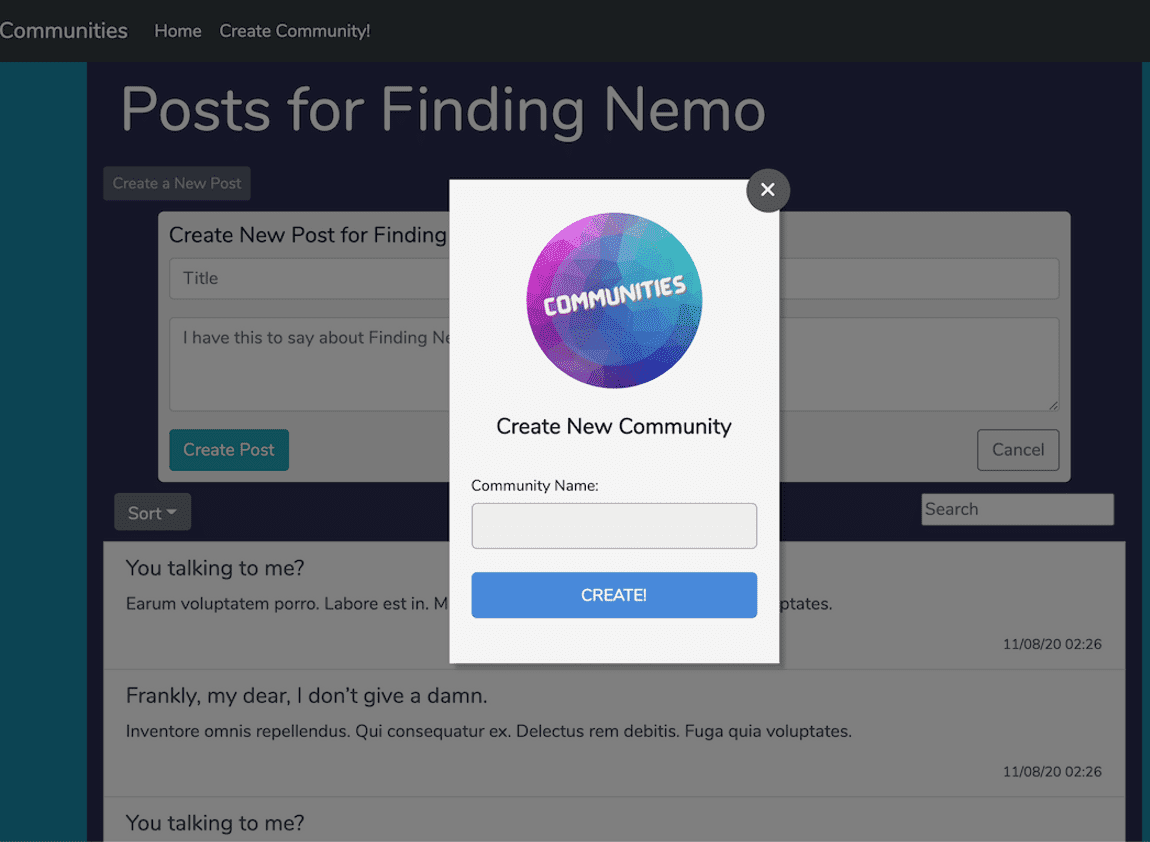 Communities Home Create Community!
Posts for Finding Nemo
Create a New Post
Create New Post for Finding
Title
I have this to say about Finding Ne
Create Post
Cancel
COMMUNITIES
Create New Community
Community Name:
CREATE!
Sort
Search
You talking to me?
Earum voluptatem porro. Labore est in. M ptates.
11/08/20 02:26
Frankly, my dear, I don’t give a damn.
Inventore omnis repellendus. Qui consequatur ex. Delectus rem debitis. Fuga quia voluptates.
11/08/20 02:26
You talking to me?